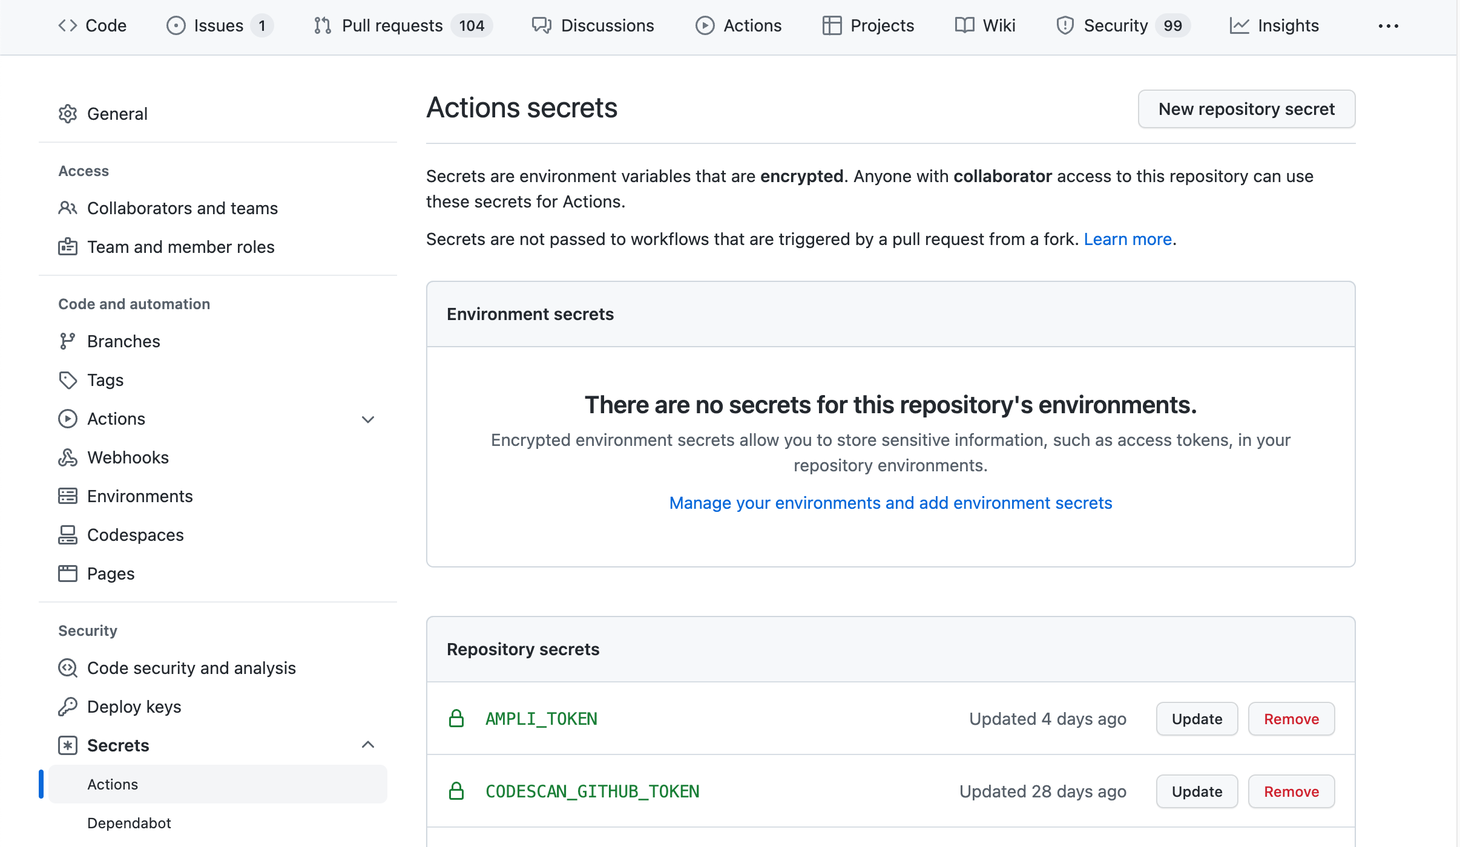 Code Issues 1 Pull requests 104 Discussions Actions Projects Wiki Security 99 Insights
General
Access
Collaborators and teams
Team and member roles
Code and automation
Branches
Tags
Actions
Webhooks
Environments
Codespaces
Pages
Security
Code security and analysis
Deploy keys
Secrets
Actions
Dependabot
Actions secrets
New repository secret
Secrets are environment variables that are encrypted. Anyone with collaborator access to this repository can use
these secrets for Actions.
Secrets are not passed to workflows that are triggered by a pull request from a fork. Learn more.
Environment secrets
There are no secrets for this repository's environments.
Encrypted environment secrets allow you to store sensitive information, such as access tokens, in your
repository environments.
Manage your environments and add environment secrets
Repository secrets
AMPLI_TOKEN Updated 4 days ago Update Remove
CODESCAN_GITHUB_TOKEN Updated 28 days ago Update Remove